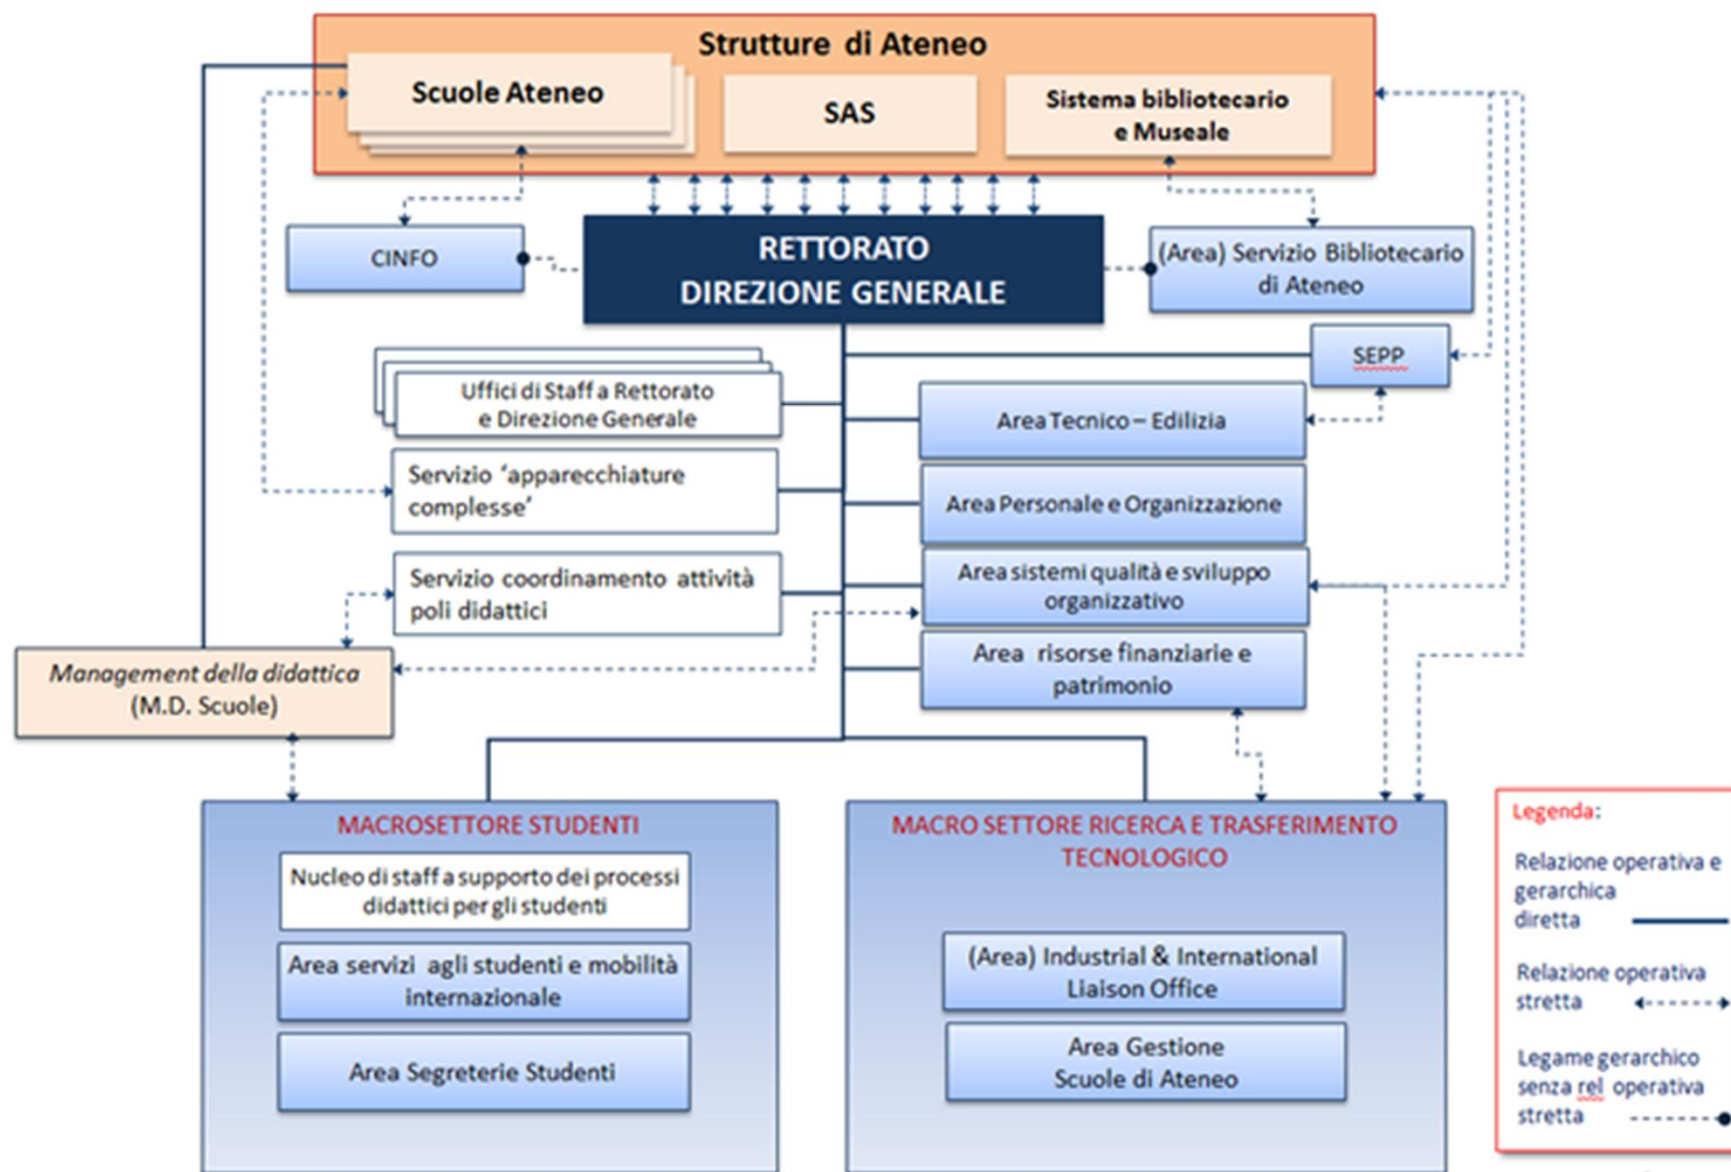 Strutture di Ateneo
Scuole Ateneo
SAS
Sistema bibliotecario
e Museale
CINFO
RETTORATO
DIREZIONE GENERALE
(Area) Servizio Bibliotecario
di Ateneo
SEPP
Uffici di Staff a Rettorato
e Direzione Generale
Area Tecnico – Edilizia
Servizio ‘apparecchiature
complesse’
Area Personale e Organizzazione
Servizio coordinamento attività
poli didattici
Area sistemi qualità e sviluppo
organizzativo
Area risorse finanziarie e
patrimonio
Management della didattica
(M.D. Scuole)
MACROSETTORE STUDENTI
Nucleo di staff a supporto dei processi
didattici per gli studenti
Area servizi agli studenti e mobilità
internazionale
Area Segreterie Studenti
MACRO SETTORE RICERCA E TRASFERIMENTO
TECNOLOGICO
(Area) Industrial & International
Liaison Office
Area Gestione
Scuole di Ateneo
Legenda:
Relazione operativa e
gerarchica
diretta
Relazione operativa
stretta
Legame gerarchico
senza rel operativa
stretta